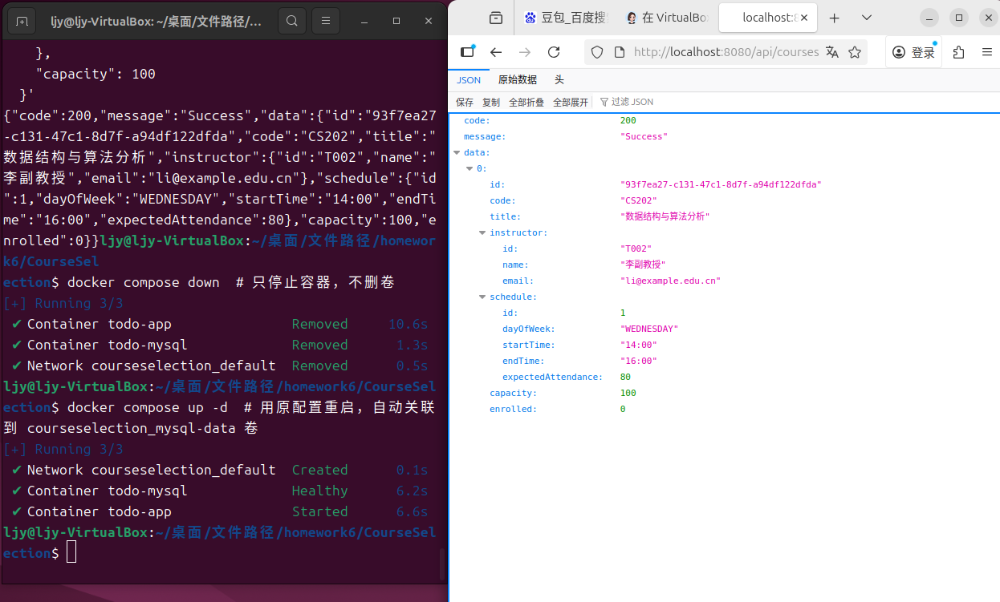 ljy@ljy-VirtualBox: ~/桌面/文件路径/...
    },
    "capacity": 100
  }'
{"code":200,"message":"Success","data":{"id":"93f7ea27
-c131-47c1-8d7f-a94df122dfda","code":"CS202","title":"
数据结构与算法分析","instructor":{"id":"T002","name":"
李副教授","email":"li@example.edu.cn"},"schedule":{"id
":1,"dayOfWeek":"WEDNESDAY","startTime":"14:00","endTi
me":"16:00","expectedAttendance":80},"capacity":100,"e
nrolled":0}}ljy@ljy-VirtualBox:~/桌面/文件路径/homewor
k6/CourseSel
ection$ docker compose down  # 只停止容器，不删卷
[+] Running 3/3
 ✔ Container todo-app               Removed     10.6s
 ✔ Container todo-mysql             Removed      1.3s
 ✔ Network courseselection_default  Removed      0.5s
ljy@ljy-VirtualBox:~/桌面/文件路径/homework6/CourseSel
ection$ docker compose up -d  # 用原配置重启，自动关联
到 courseselection_mysql-data 卷
[+] Running 3/3
 ✔ Network courseselection_default  Created      0.1s
 ✔ Container todo-mysql             Healthy      6.2s
 ✔ Container todo-app               Started      6.6s
ljy@ljy-VirtualBox:~/桌面/文件路径/homework6/CourseSel
ection$
豆包_百度搜 在 VirtualBo localhost:8
http://localhost:8080/api/courses 登录
JSON 原始数据 头
保存 复制 全部折叠 全部展开 过滤 JSON
code: 200
message: "Success"
data:
0:
id: "93f7ea27-c131-47c1-8d7f-a94df122dfda"
code: "CS202"
title: "数据结构与算法分析"
instructor:
id: "T002"
name: "李副教授"
email: "li@example.edu.cn"
schedule:
id: 1
dayOfWeek: "WEDNESDAY"
startTime: "14:00"
endTime: "16:00"
expectedAttendance: 80
capacity: 100
enrolled: 0